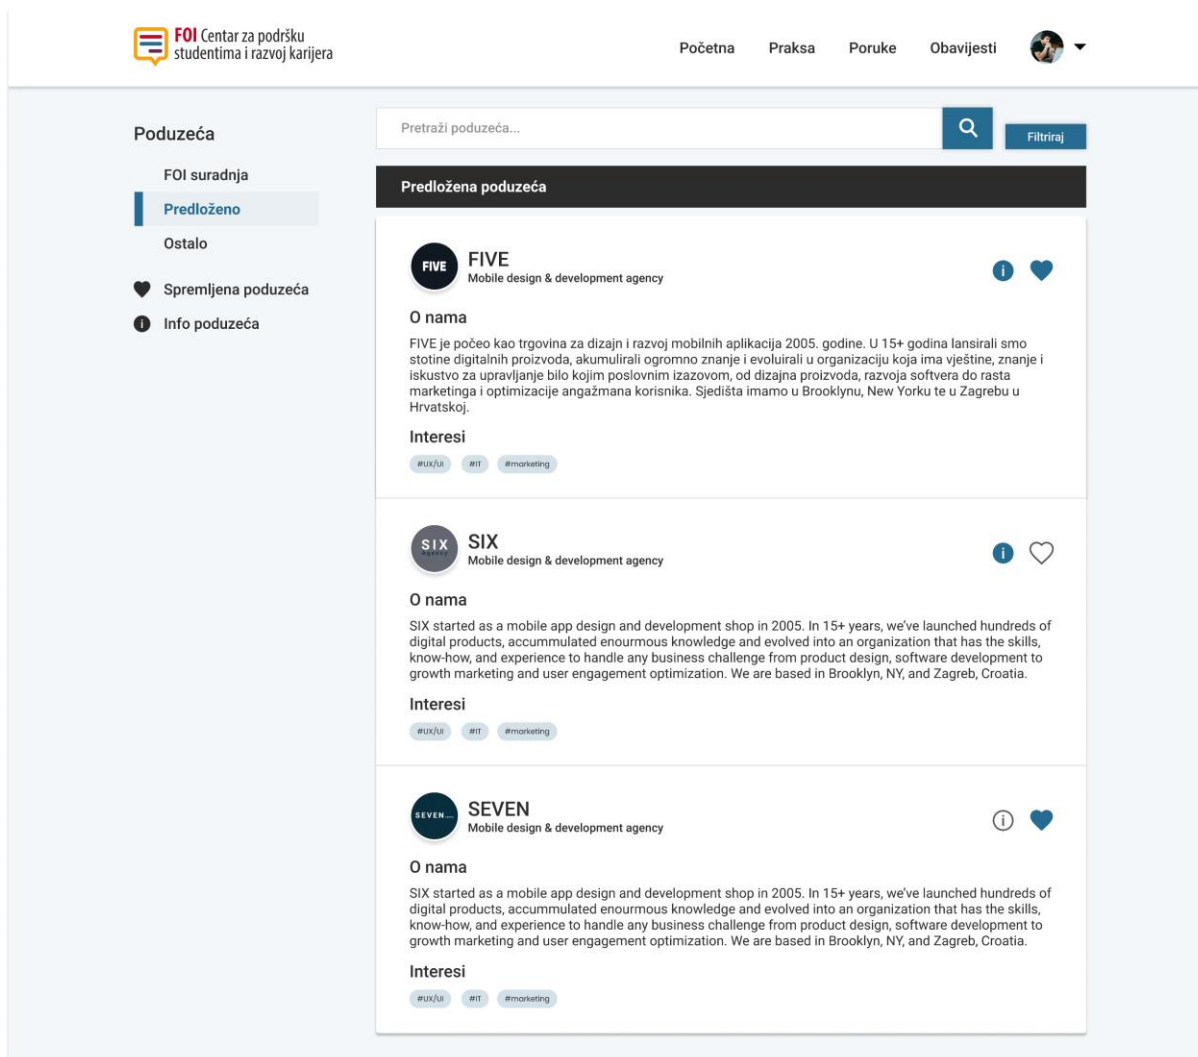 FOI Centar za podršku
studentima i razvoj karijera
Početna
Praksa
Poruke
Obavijesti
Poduzeća
FOI suradnja
Predloženo
Ostalo
Spremljena poduzeća
Info poduzeća
Pretraži poduzeća...
Filtriraj
Predložena poduzeća
FIVE
FIVE
Mobile design & development agency
O nama
FIVE je počeo kao trgovina za dizajn i razvoj mobilnih aplikacija 2005. godine. U 15+ godina lansirali smo
stotine digitalnih proizvoda, akumulirali ogromno znanje i evoluirali u organizaciju koja ima vještine, znanje i
iskustvo za upravljanje bilo kojim poslovnim izazovom, od dizajna proizvoda, razvoja softvera do rasta
marketinga i optimizacije angažmana korisnika. Sjedišta imamo u Brooklynu, New Yorku te u Zagrebu u
Hrvatskoj.
Interesi
#UX/UI #IT #marketing
SIX
Agency
SIX
Mobile design & development agency
O nama
SIX started as a mobile app design and development shop in 2005. In 15+ years, we've launched hundreds of
digital products, accummulated enourmous knowledge and evolved into an organization that has the skills,
know-how, and experience to handle any business challenge from product design, software development to
growth marketing and user engagement optimization. We are based in Brooklyn, NY, and Zagreb, Croatia.
Interesi
#UX/UI #IT #marketing
SEVEN
SEVEN
Mobile design & development agency
O nama
SIX started as a mobile app design and development shop in 2005. In 15+ years, we've launched hundreds of
digital products, accummulated enourmous knowledge and evolved into an organization that has the skills,
know-how, and experience to handle any business challenge from product design, software development to
growth marketing and user engagement optimization. We are based in Brooklyn, NY, and Zagreb, Croatia.
Interesi
#UX/UI #IT #marketing